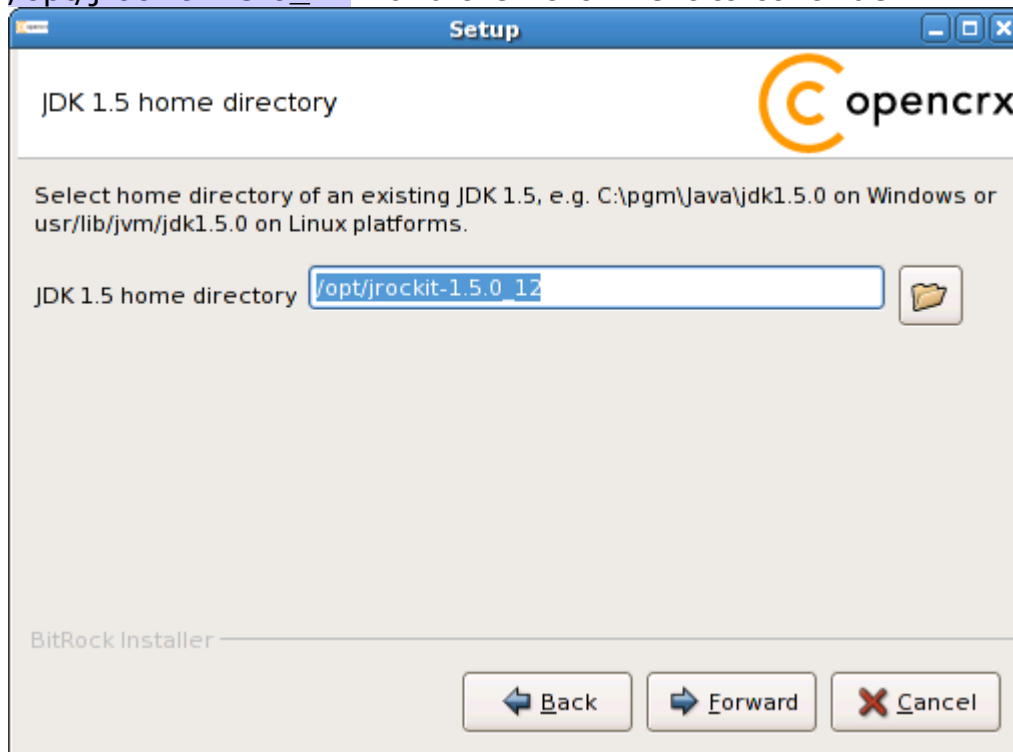 Setup
JDK 1.5 home directory
opencrx
Select home directory of an existing JDK 1.5, e.g. C:\pgm\Java\jdk1.5.0 on Windows or
usr/lib/jvm/jdk1.5.0 on Linux platforms.
JDK 1.5 home directory /opt/jrockit-1.5.0_12
BitRock Installer
Back Forward Cancel